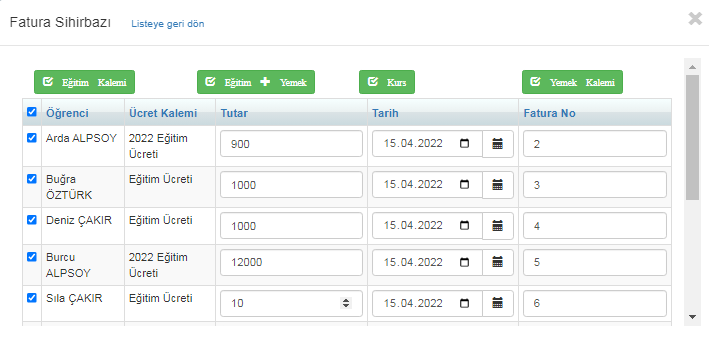 Fatura Sihirbazı Listeye geri dön
Eğitim Kalemi Eğitim + Yemek Kurs Yemek Kalemi
Öğrenci Ücret Kalemi Tutar Tarih Fatura No
Arda ALPSOY 2022 Eğitim Ücreti 900 15.04.2022 2
Buğra ÖZTÜRK Eğitim Ücreti 1000 15.04.2022 3
Deniz ÇAKIR Eğitim Ücreti 1000 15.04.2022 4
Burcu ALPSOY 2022 Eğitim Ücreti 12000 15.04.2022 5
Sıla ÇAKIR Eğitim Ücreti 10 15.04.2022 6